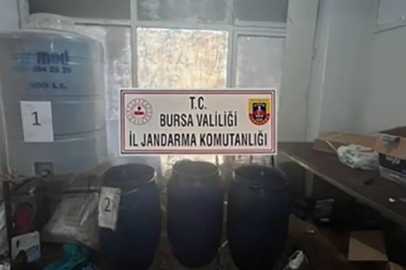 T.C.
BURSA VALİLİĞİ
İL JANDARMA KOMUTANLIĞI
1
2